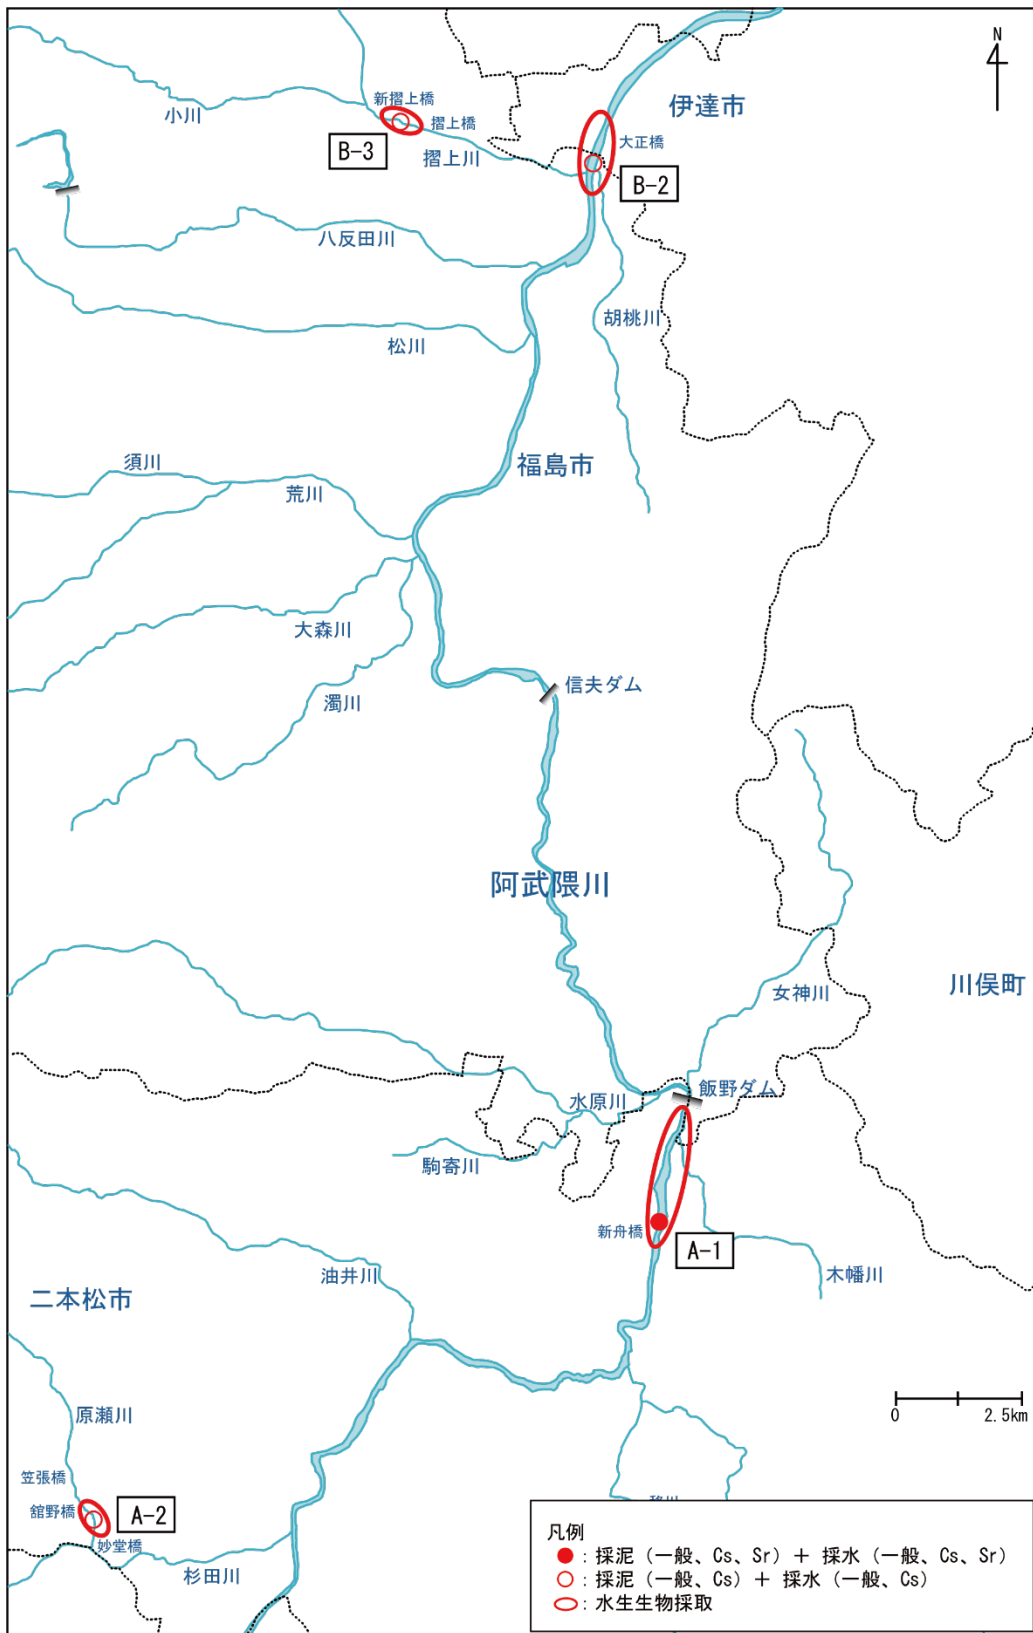 N
伊達市
新摺上橋
小川
摺上橋
大正橋
B-3
摺上川
B-2
八反田川
胡桃川
松川
須川
福島市
荒川
大森川
信夫ダム
濁川
阿武隈川
川俣町
女神川
飯野ダム
水原川
駒寄川
新舟橋
A-1
木幡川
油井川
二本松市
0 2.5km
原瀬川
笠張橋
舘野橋
A-2
妙堂橋
杉田川
凡例
: 採泥（一般、Cs、Sr）＋ 採水（一般、Cs、Sr）
: 採泥（一般、Cs）＋ 採水（一般、Cs）
: 水生生物採取